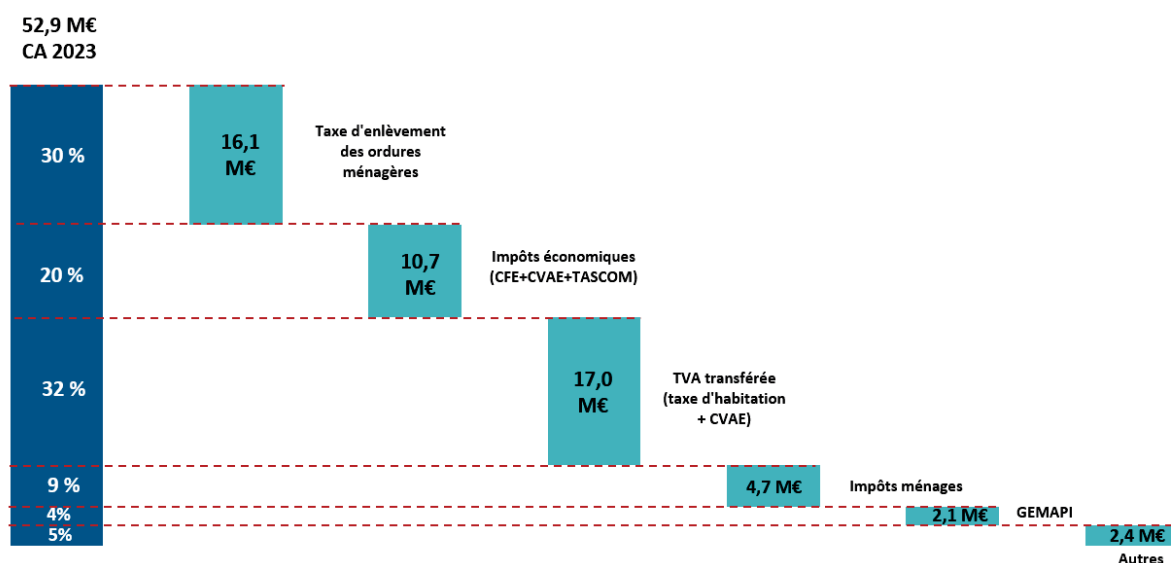 52,9 M€
CA 2023
30 %
16,1
M€
Taxe d'enlèvement
des ordures
ménagères
20 %
10,7
M€
Impôts économiques
(CFE+CVAE+TASCOM)
32 %
17,0
M€
TVA transférée
(taxe d'habitation
+ CVAE)
9 %
4,7 M€
Impôts ménages
4%
2,1 M€
GEMAPI
5%
2,4 M€
Autres